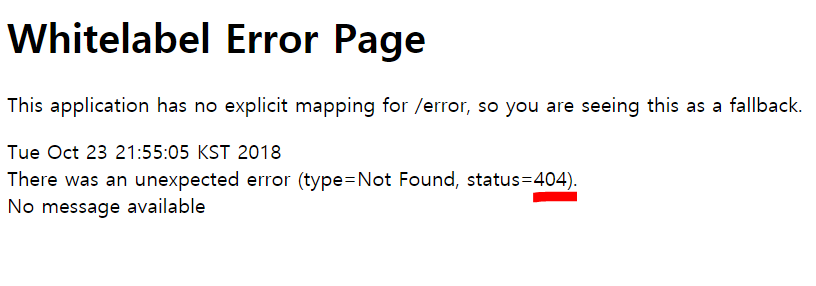 Whitelabel Error Page
This application has no explicit mapping for /error, so you are seeing this as a fallback.
Tue Oct 23 21:55:05 KST 2018
There was an unexpected error (type=Not Found, status=404).
No message available